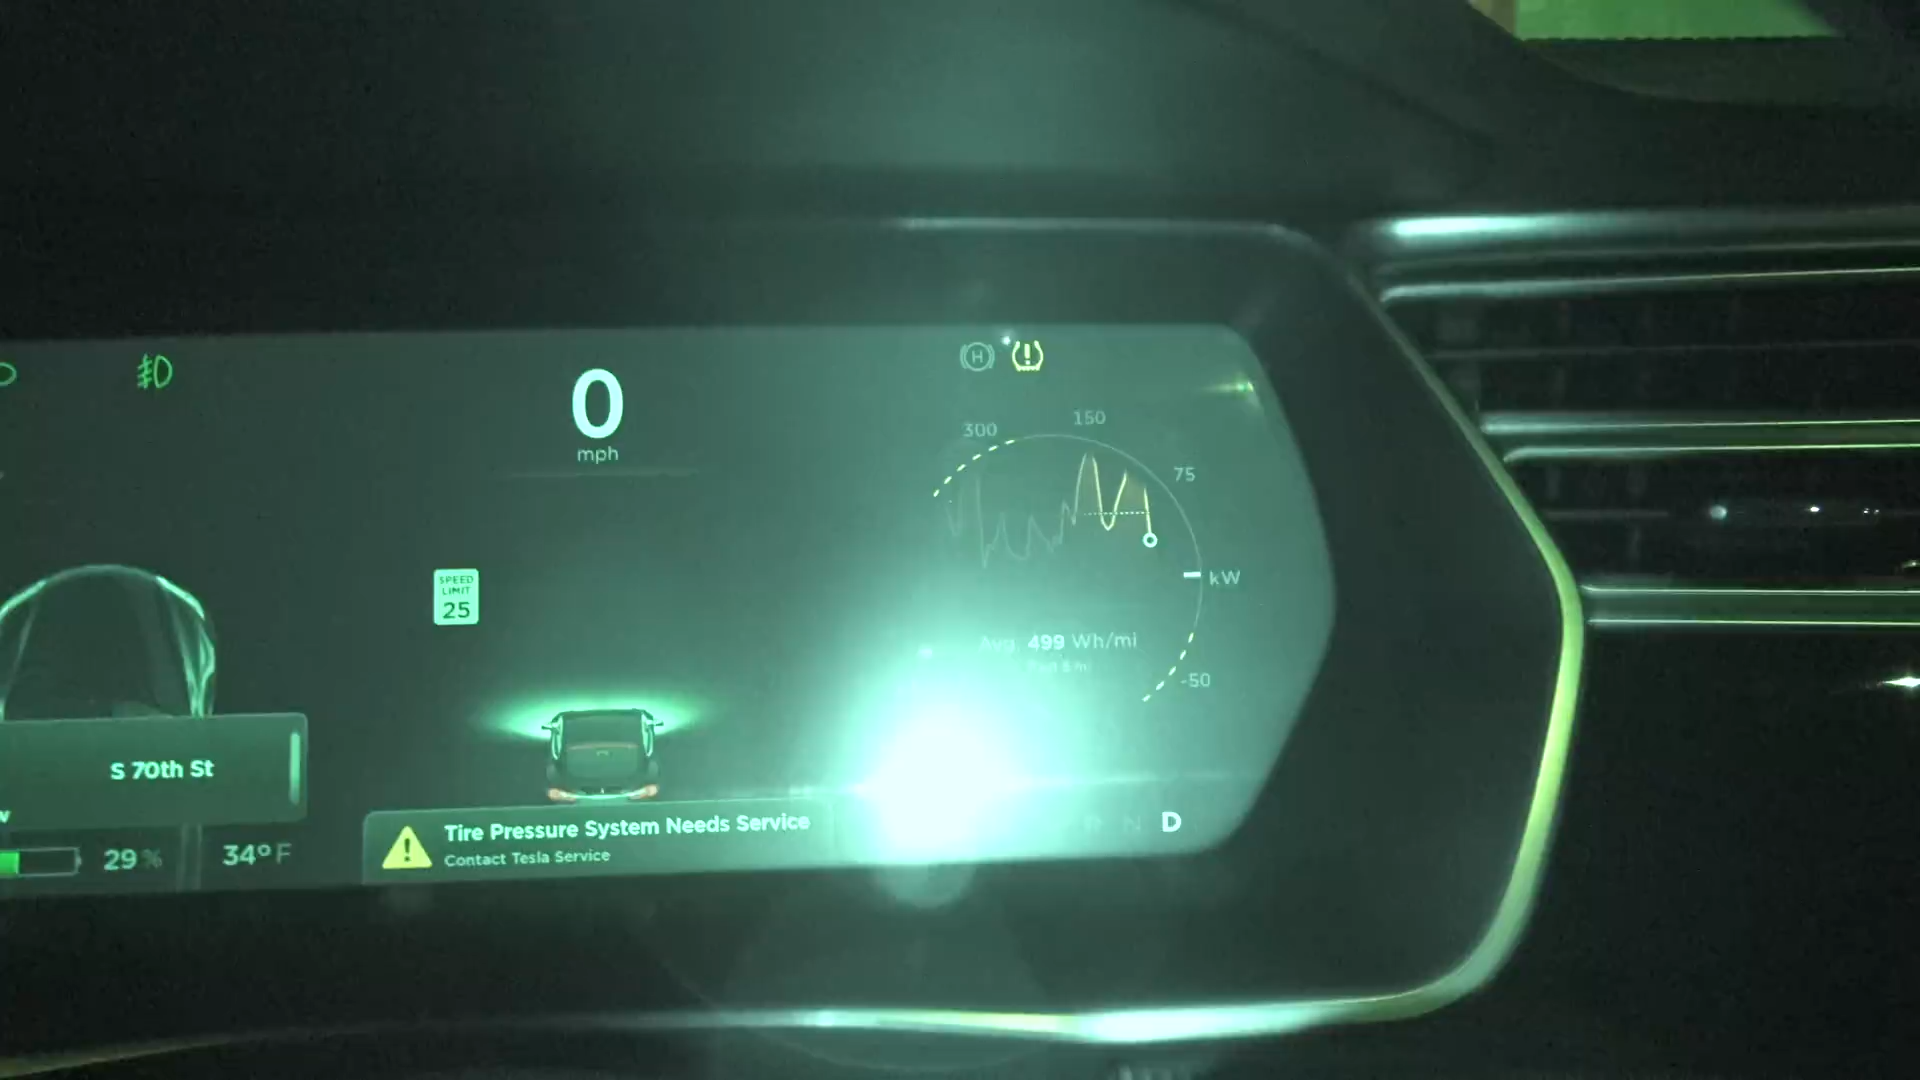 0
mph
H
300
150
75
kW
-50
SPEED
LIMIT
25
Avg 499 Wh/mi
S 70th St
29%
34°F
Tire Pressure System Needs Service
Contact Tesla Service
R N D